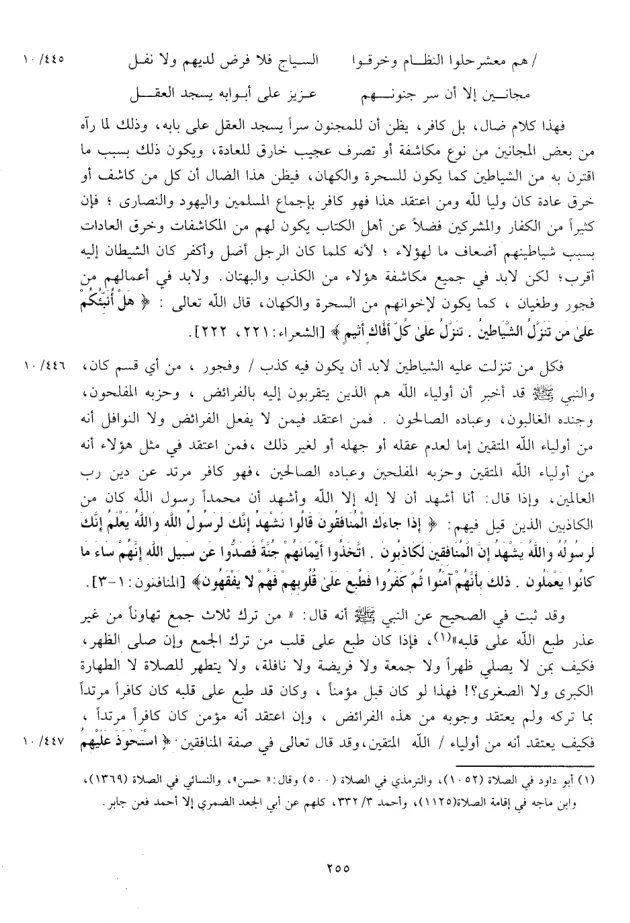 ١٠/٤٤٥
/ هم معشر حلوا النظـام وخرقـوا السياج فلا فرض لديهم ولا نفـل
مجانـين إلا أن سر جنونـهم عـزيز على أبوابه يسجد العقـل
فهذا كلام ضال، بل كافر، يظن أن للمجنون سراً يسجد العقل على بابه، وذلك لما رآه
من بعض المجانين من نوع مكاشفة أو تصرف عجيب خارق للعادة، ويكون ذلك بسبب ما
اقترن به من الشياطين كما يكون للسحرة والكهان، فيظن هذا الضال أن كل من كاشف أو
خرق عادة كان وليا لله ومن اعتقد هذا فهو كافر بإجماع المسلمين واليهود والنصارى ؛ فإن
كثيراً من الكفار والمشركين فضلاً عن أهل الكتاب يكون لهم من المكاشفات وخرق العادات
بسبب شياطينهم أضعاف ما لهؤلاء ؛ لأنه كلما كان الرجل أضل وأكفر كان الشيطان إليه
أقرب؛ لكن لابد في جميع مكاشفة هؤلاء من الكذب والبهتان. ولابد في أعمالهم من
فجور وطغيان ، كما يكون لإخوانهم من السحرة والكهان، قال الله تعالى : ﴿ هَلْ أُنَبِّئُكُمْ
عَلَىٰ مَن تَنَزَّلُ الشَّيَاطِينُ . تَنَزَّلُ عَلَىٰ كُلِّ أَفَّاكٍ أَثِيمٍ ﴾ [الشعراء: ٢٢١، ٢٢٢].
١٠/٤٤٦
فكل من تنزلت عليه الشياطين لابد أن يكون فيه كذب / وفجور ، من أي قسم كان،
والنبي ﷺ قد أخبر أن أولياء الله هم الذين يتقربون إليه بالفرائض ، وحزبه المفلحون،
وجنده الغالبون، وعباده الصالحون . فمن اعتقد فيمن لا يفعل الفرائض ولا النوافل أنه
من أولياء الله المتقين إما لعدم عقله أو جهله أو لغير ذلك ،فمن اعتقد في مثل هؤلاء أنه
من أولياء الله المتقين وحزبه المفلحين وعباده الصالحين ،فهو كافر مرتد عن دين رب
العالمين، وإذا قال: أنا أشهد أن لا إله إلا الله وأشهد أن محمداً رسول الله كان من
الكاذبين الذين قيل فيهم: ﴿ إِذَا جَاءَكَ الْمُنَافِقُونَ قَالُوا نَشْهَدُ إِنَّكَ لَرَسُولُ اللَّهِ وَاللَّهُ يَعْلَمُ إِنَّكَ
لَرَسُولُهُ وَاللَّهُ يَشْهَدُ إِنَّ الْمُنَافِقِينَ لَكَاذِبُونَ . اتَّخَذُوا أَيْمَانَهُمْ جُنَّةً فَصَدُّوا عَن سَبِيلِ اللَّهِ إِنَّهُمْ سَاءَ مَا
كَانُوا يَعْمَلُونَ . ذَٰلِكَ بِأَنَّهُمْ آمَنُوا ثُمَّ كَفَرُوا فَطُبِعَ عَلَىٰ قُلُوبِهِمْ فَهُمْ لا يَفْقَهُونَ﴾ [المنافقون: ١-٣].
وقد ثبت في الصحيح عن النبي ﷺ أنه قال: « من ترك ثلاث جمع تهاوناً من غير
عذر طبع الله على قلبه»(١)، فإذا كان طبع على قلب من ترك الجمع وإن صلى الظهر،
فكيف بمن لا يصلي ظهراً ولا جمعة ولا فريضة ولا نافلة، ولا يتطهر للصلاة لا الطهارة
الكبرى ولا الصغرى؟! فهذا لو كان قبل مؤمناً ، وكان قد طبع على قلبه كان كافراً مرتداً
بما تركه ولم يعتقد وجوبه من هذه الفرائض ، وإن اعتقد أنه مؤمن كان كافراً مرتداً ،
١٠/٤٤٧
فكيف يعتقد أنه من أولياء / الله المتقين،وقد قال تعالى في صفة المنافقين: ﴿ اسْتَحْوَذَ عَلَيْهِمُ
(١) أبو داود في الصلاة (١٠٥٢)، والترمذي في الصلاة (٥٠٠) وقال:« حسن»، والنسائي في الصلاة (١٣٦٩)،
وابن ماجه في إقامة الصلاة(١١٢٥)، وأحمد ٣/ ٣٣٢، كلهم عن أبي الجعد الضمري إلا أحمد فعن جابر.
٢٥٥